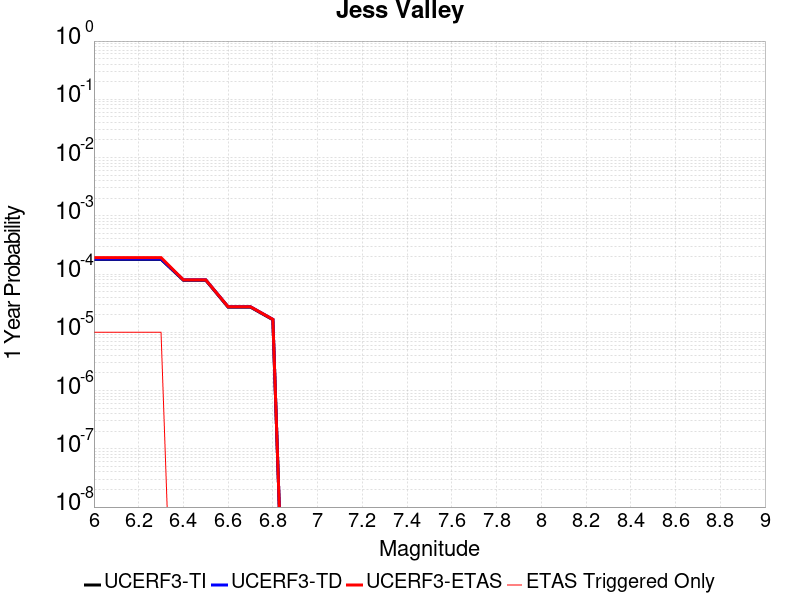 Jess Valley
10^0
10^-1
10^-2
10^-3
10^-4
10^-5
10^-6
10^-7
10^-8
1 Year Probability
6 6.2 6.4 6.6 6.8 7 7.2 7.4 7.6 7.8 8 8.2 8.4 8.6 8.8 9
Magnitude
UCERF3-TI UCERF3-TD UCERF3-ETAS ETAS Triggered Only